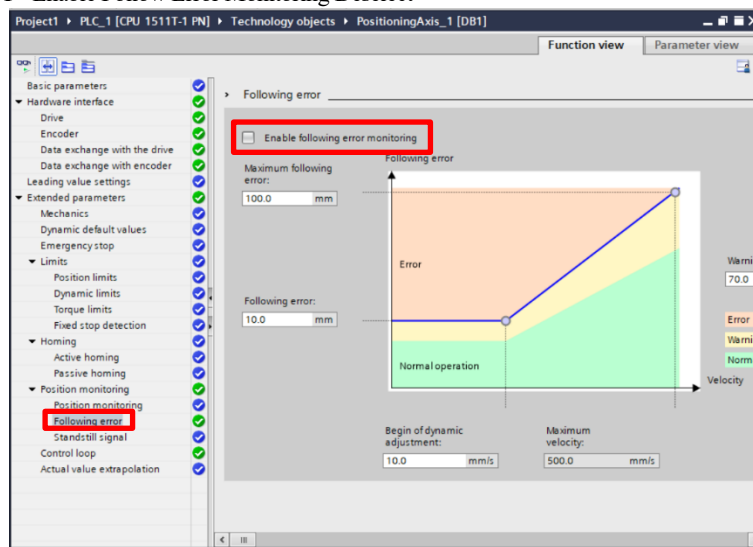 Project1 ▸ PLC_1 [CPU 1511T-1 PN] ▸ Technology objects ▸ PositioningAxis_1 [DB1]
Function view
Parameter view
Basic parameters
Hardware interface
Drive
Encoder
Data exchange with the drive
Data exchange with encoder
Leading value settings
Extended parameters
Mechanics
Dynamic default values
Emergency stop
Limits
Position limits
Dynamic limits
Torque limits
Fixed stop detection
Homing
Active homing
Passive homing
Position monitoring
Position monitoring
Following error
Standstill signal
Control loop
Actual value extrapolation
Following error
Enable following error monitoring
Following error
Maximum following
error:
100.0 mm
Error
Following error:
10.0 mm
Normal operation
Velocity
Warni
70.0
Error
Warni
Norm
Begin of dynamic
adjustment:
10.0 mm/s
Maximum
velocity:
500.0 mm/s